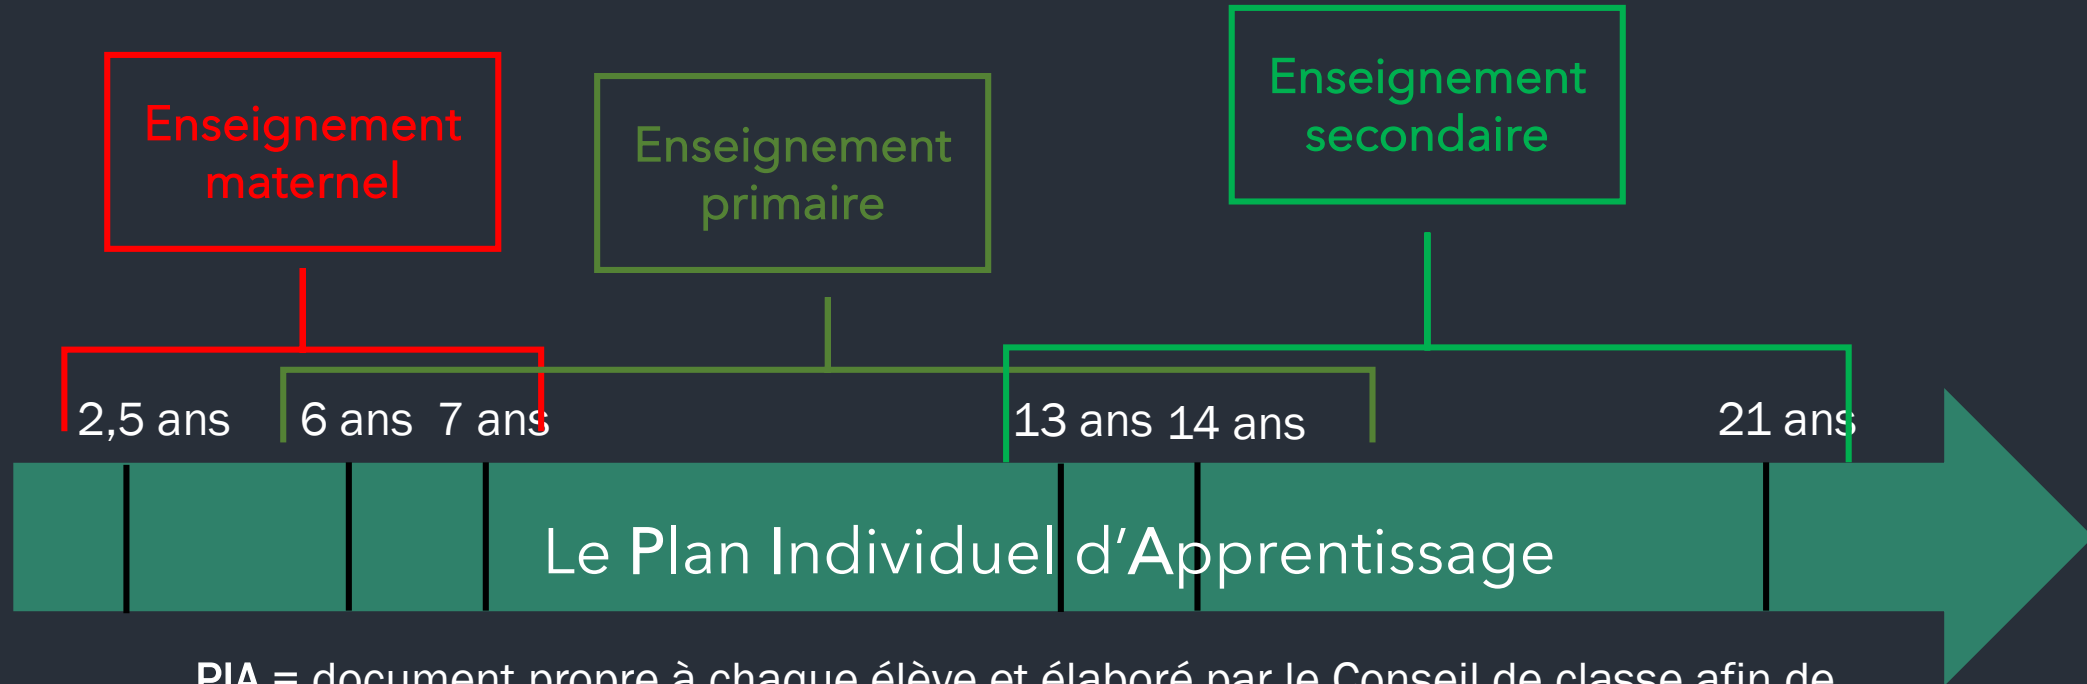 Enseignement
maternel
Enseignement
primaire
Enseignement
secondaire
2,5 ans
6 ans
7 ans
13 ans
14 ans
21 ans
Le Plan Individuel d’Apprentissage
PIA = document propre à chaque élève et élaboré par le Conseil de classe afin de